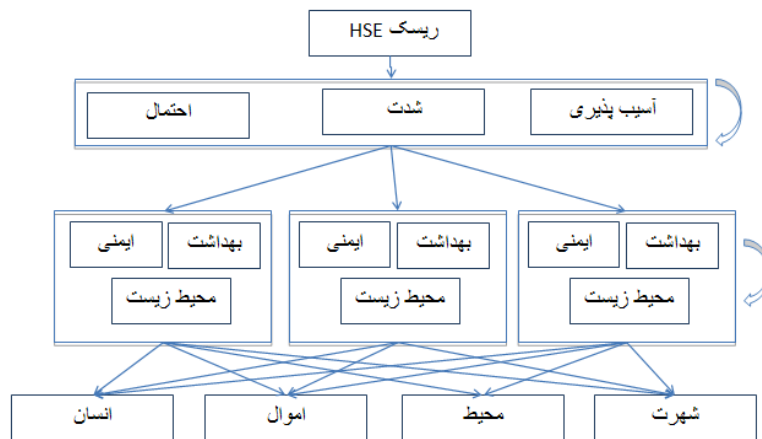 ریسک HSE
آسیب پذیری
شدت
احتمال
بهداشت
ایمنی
محیط زیست
بهداشت
ایمنی
محیط زیست
بهداشت
ایمنی
محیط زیست
شهرت
محیط
اموال
انسان